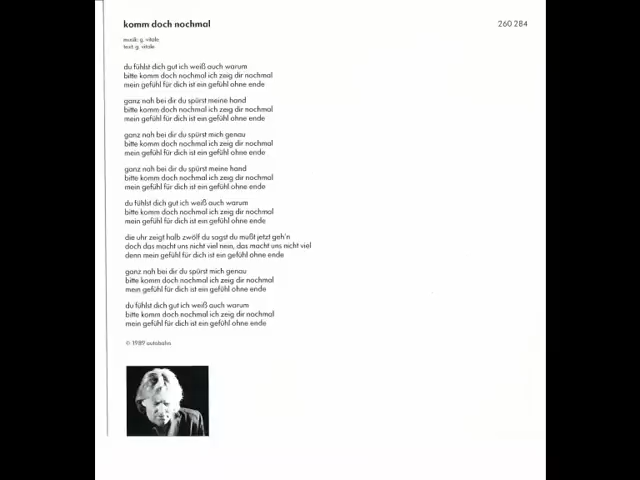 komm doch nochmal
260 284
musik: g. vitale
text: g. vitale
du fühlst dich gut ich weiß auch warum
bitte komm doch nochmal ich zeig dir nochmal
mein gefühl für dich ist ein gefühl ohne ende
ganz nah bei dir du spürst meine hand
bitte komm doch nochmal ich zeig dir nochmal
mein gefühl für dich ist ein gefühl ohne ende
ganz nah bei dir du spürst mich genau
bitte komm doch nochmal ich zeig dir nochmal
mein gefühl für dich ist ein gefühl ohne ende
ganz nah bei dir du spürst meine hand
bitte komm doch nochmal ich zeig dir nochmal
mein gefühl für dich ist ein gefühl ohne ende
du fühlst dich gut ich weiß auch warum
bitte komm doch nochmal ich zeig dir nochmal
mein gefühl für dich ist ein gefühl ohne ende
die uhr zeigt halb zwölf du sagst du mußt jetzt geh'n
doch das macht uns nicht viel nein, das macht uns nicht viel
denn mein gefühl für dich ist ein gefühl ohne ende
ganz nah bei dir du spürst mich genau
bitte komm doch nochmal ich zeig dir nochmal
mein gefühl für dich ist ein gefühl ohne ende
du fühlst dich gut ich weiß auch warum
bitte komm doch nochmal ich zeig dir nochmal
mein gefühl für dich ist ein gefühl ohne ende
© 1989 autobahn